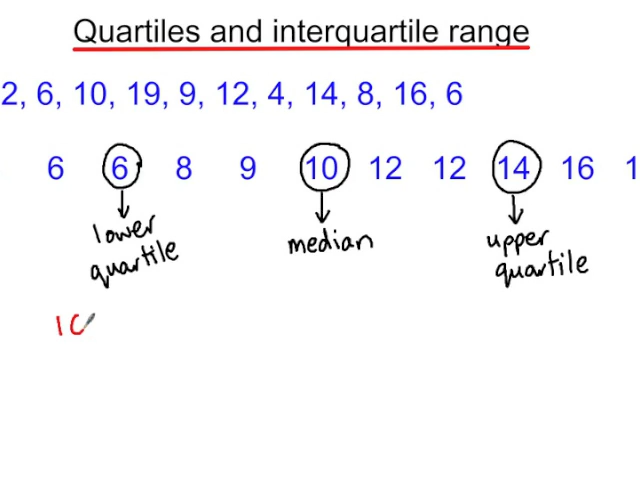 Quartiles and interquartile range
2, 6, 10, 19, 9, 12, 4, 14, 8, 16, 6
6 6 8 9 10 12 12 14 16 1
lower
quartile
median
upper
quartile